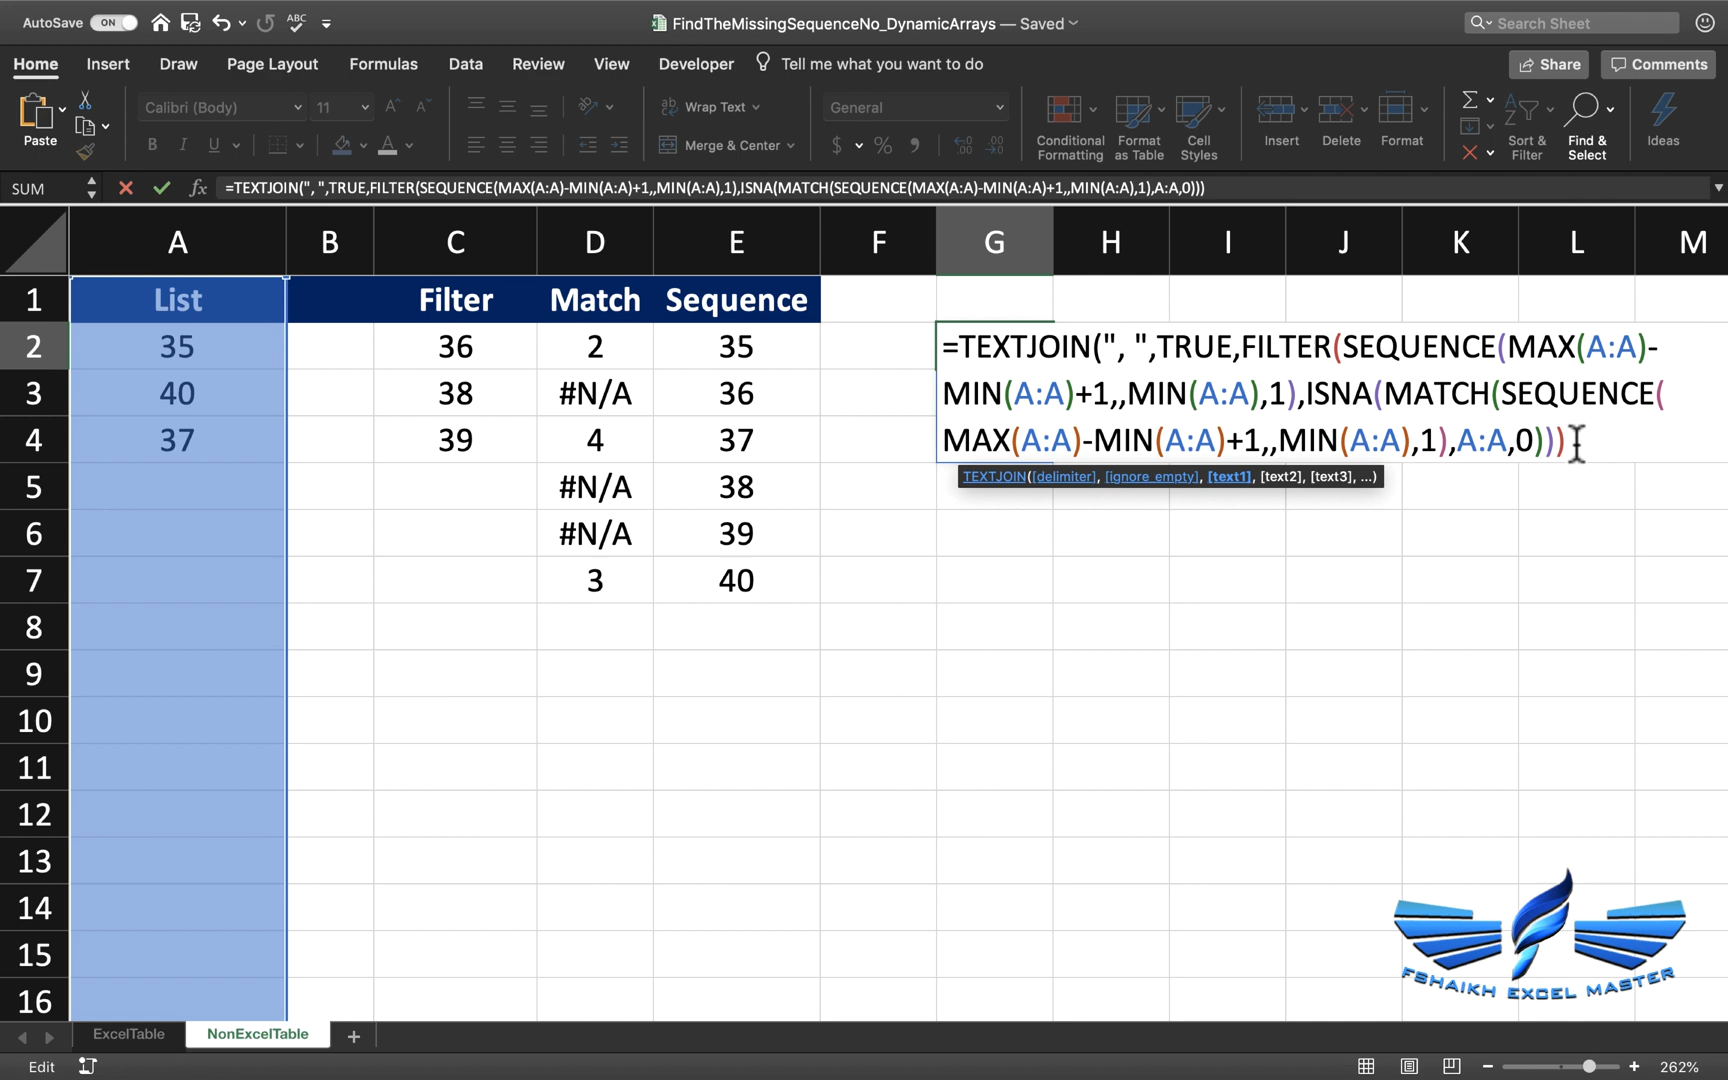 AutoSave ON ABC FindTheMissingSequenceNo_DynamicArrays — Saved Search Sheet
Home Insert Draw Page Layout Formulas Data Review View Developer Tell me what you want to do Share Comments
Paste Calibri (Body) 11 A A Wrap Text General
B I U A Merge & Center $ % Conditional Formatting Format as Table Cell Styles Insert Delete Format Sort & Filter Find & Select Ideas
SUM fx =TEXTJOIN(", ",TRUE,FILTER(SEQUENCE(MAX(A:A)-MIN(A:A)+1,,MIN(A:A),1),ISNA(MATCH(SEQUENCE(MAX(A:A)-MIN(A:A)+1,,MIN(A:A),1),A:A,0)))
A B C D E F G H I J K L M
1 List Filter Match Sequence
2 35 36 2 35 =TEXTJOIN(", ",TRUE,FILTER(SEQUENCE(MAX(A:A)-
3 40 38 #N/A 36 MIN(A:A)+1,,MIN(A:A),1),ISNA(MATCH(SEQUENCE(
4 37 39 4 37 MAX(A:A)-MIN(A:A)+1,,MIN(A:A),1),A:A,0)))
TEXTJOIN([delimiter], [ignore_empty], [text1], [text2], [text3], ...)
5 #N/A 38
6 #N/A 39
7 3 40
8
9
10
11
12
13
14
15
16
FSHAIKH EXCEL MASTER
ExcelTable NonExcelTable +
Edit 262%